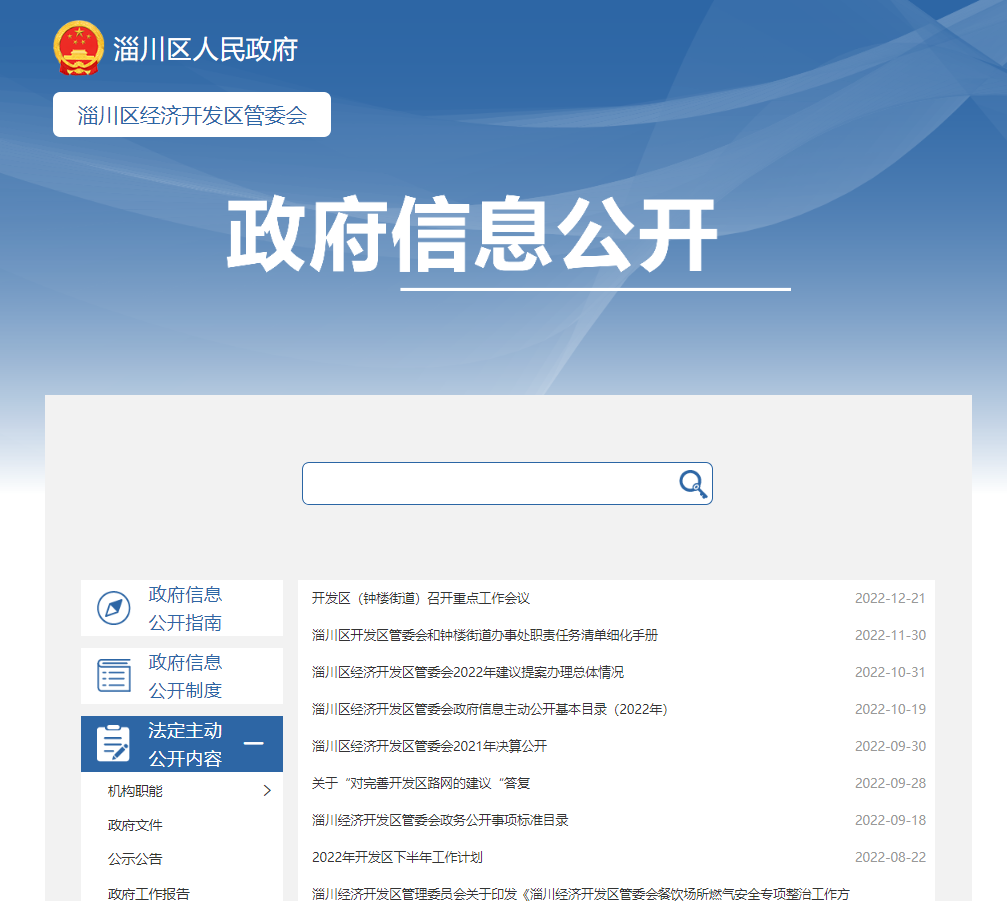 淄川区人民政府
淄川区经济开发区管委会
政府信息公开
政府信息
公开指南
政府信息
公开制度
法定主动
公开内容
机构职能
政府文件
公示公告
政府工作报告
开发区（钟楼街道）召开重点工作会议 2022-12-21
淄川区开发区管委会和钟楼街道办事处职责任务清单细化手册 2022-11-30
淄川区经济开发区管委会2022年建议提案办理总体情况 2022-10-31
淄川区经济开发区管委会政府信息主动公开基本目录（2022年） 2022-10-19
淄川区经济开发区管委会2021年决算公开 2022-09-30
关于“对完善开发区路网的建议“答复 2022-09-28
淄川经济开发区管委会政务公开事项标准目录 2022-09-18
2022年开发区下半年工作计划 2022-08-22
淄川经济开发区管理委员会关于印发《淄川经济开发区管委会餐饮场所燃气安全专项整治工作方